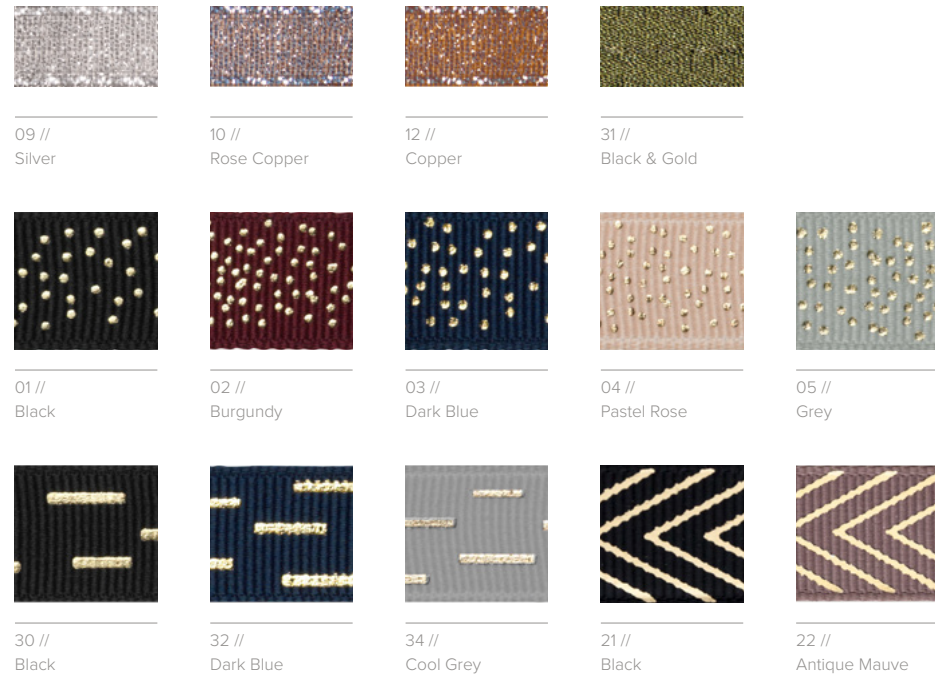 09 //
Silver
10 //
Rose Copper
12 //
Copper
31 //
Black & Gold
01 //
Black
02 //
Burgundy
03 //
Dark Blue
04 //
Pastel Rose
05 //
Grey
30 //
Black
32 //
Dark Blue
34 //
Cool Grey
21 //
Black
22 //
Antique Mauve